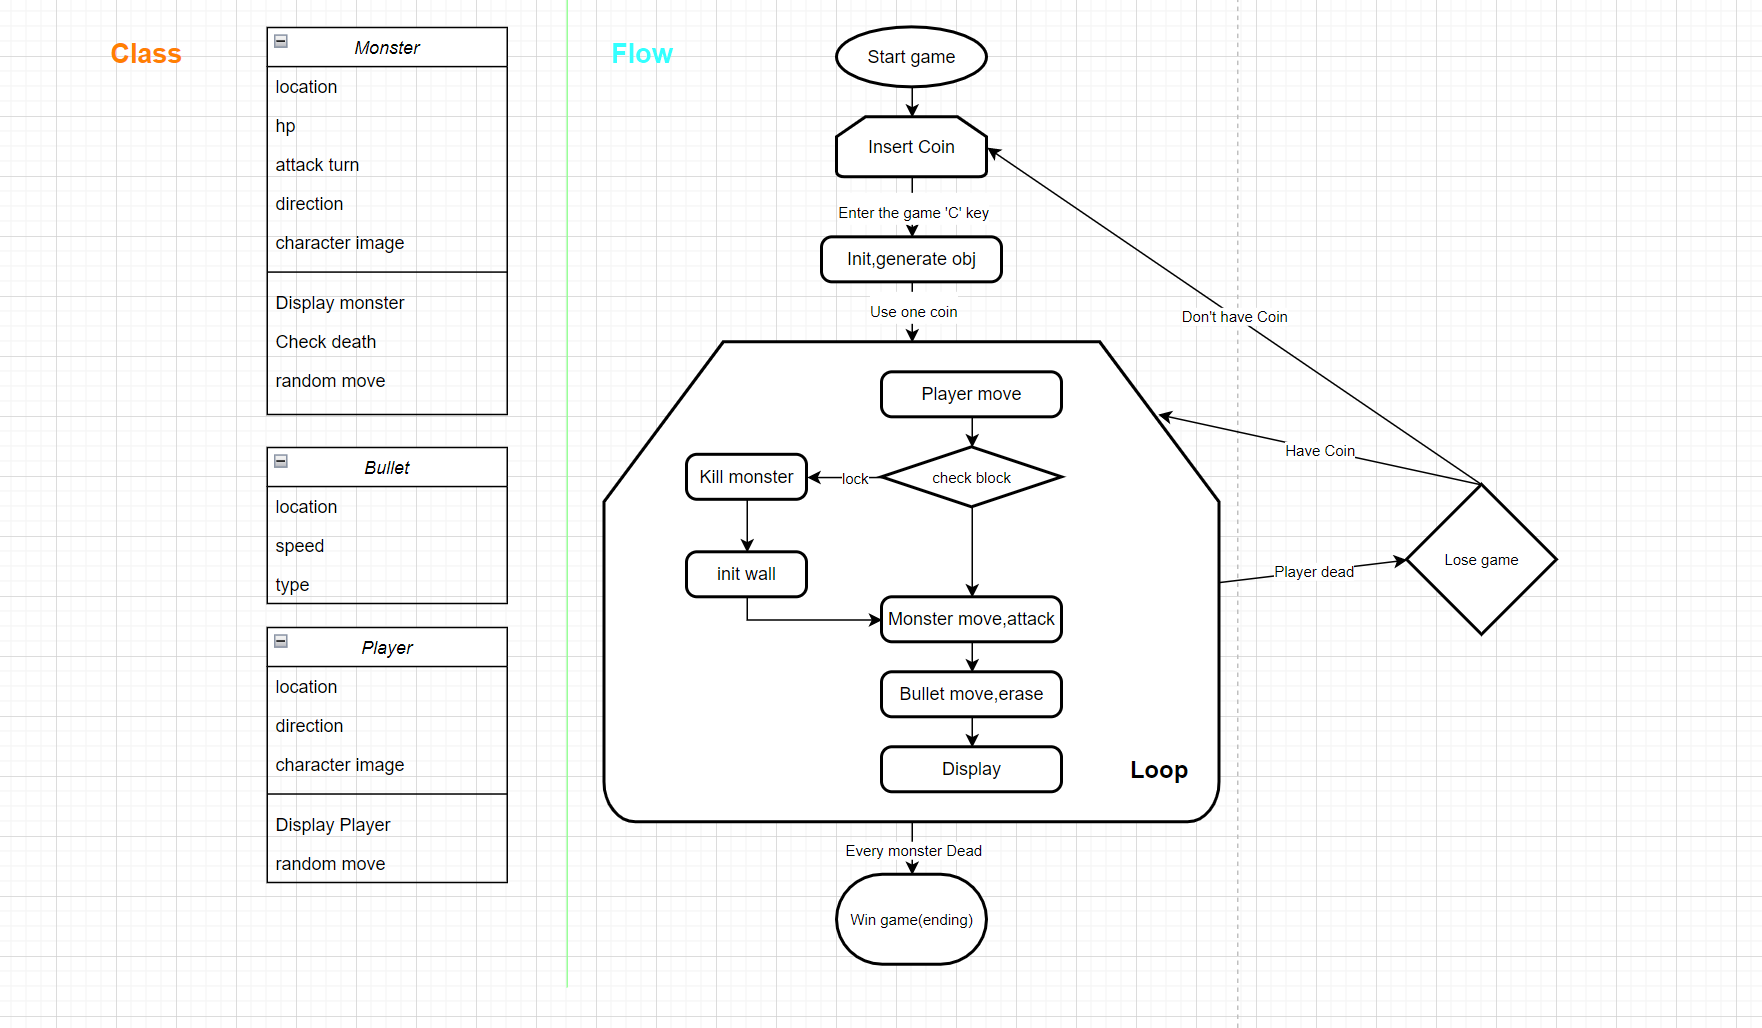 Class
Monster
location
hp
attack turn
direction
character image
Display monster
Check death
random move
Bullet
location
speed
type
Player
location
direction
character image
Display Player
random move
Flow
Start game
Insert Coin
Enter the game 'C' key
Init,generate obj
Use one coin
Player move
check block
lock
Kill monster
init wall
Monster move,attack
Bullet move,erase
Display
Loop
Every monster Dead
Win game(ending)
Don't have Coin
Have Coin
Player dead
Lose game